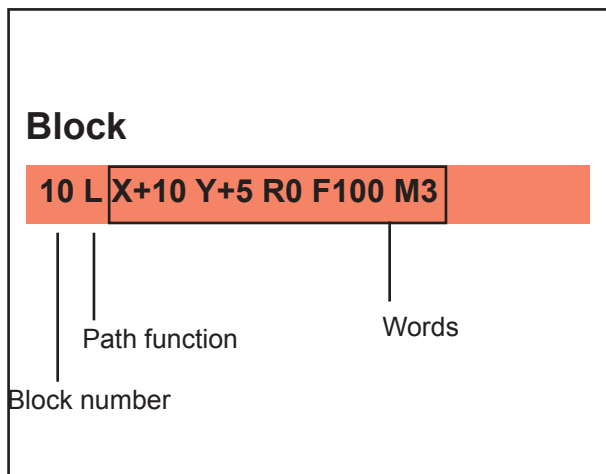 Block
10 L X+10 Y+5 R0 F100 M3
Words
Path function
Block number